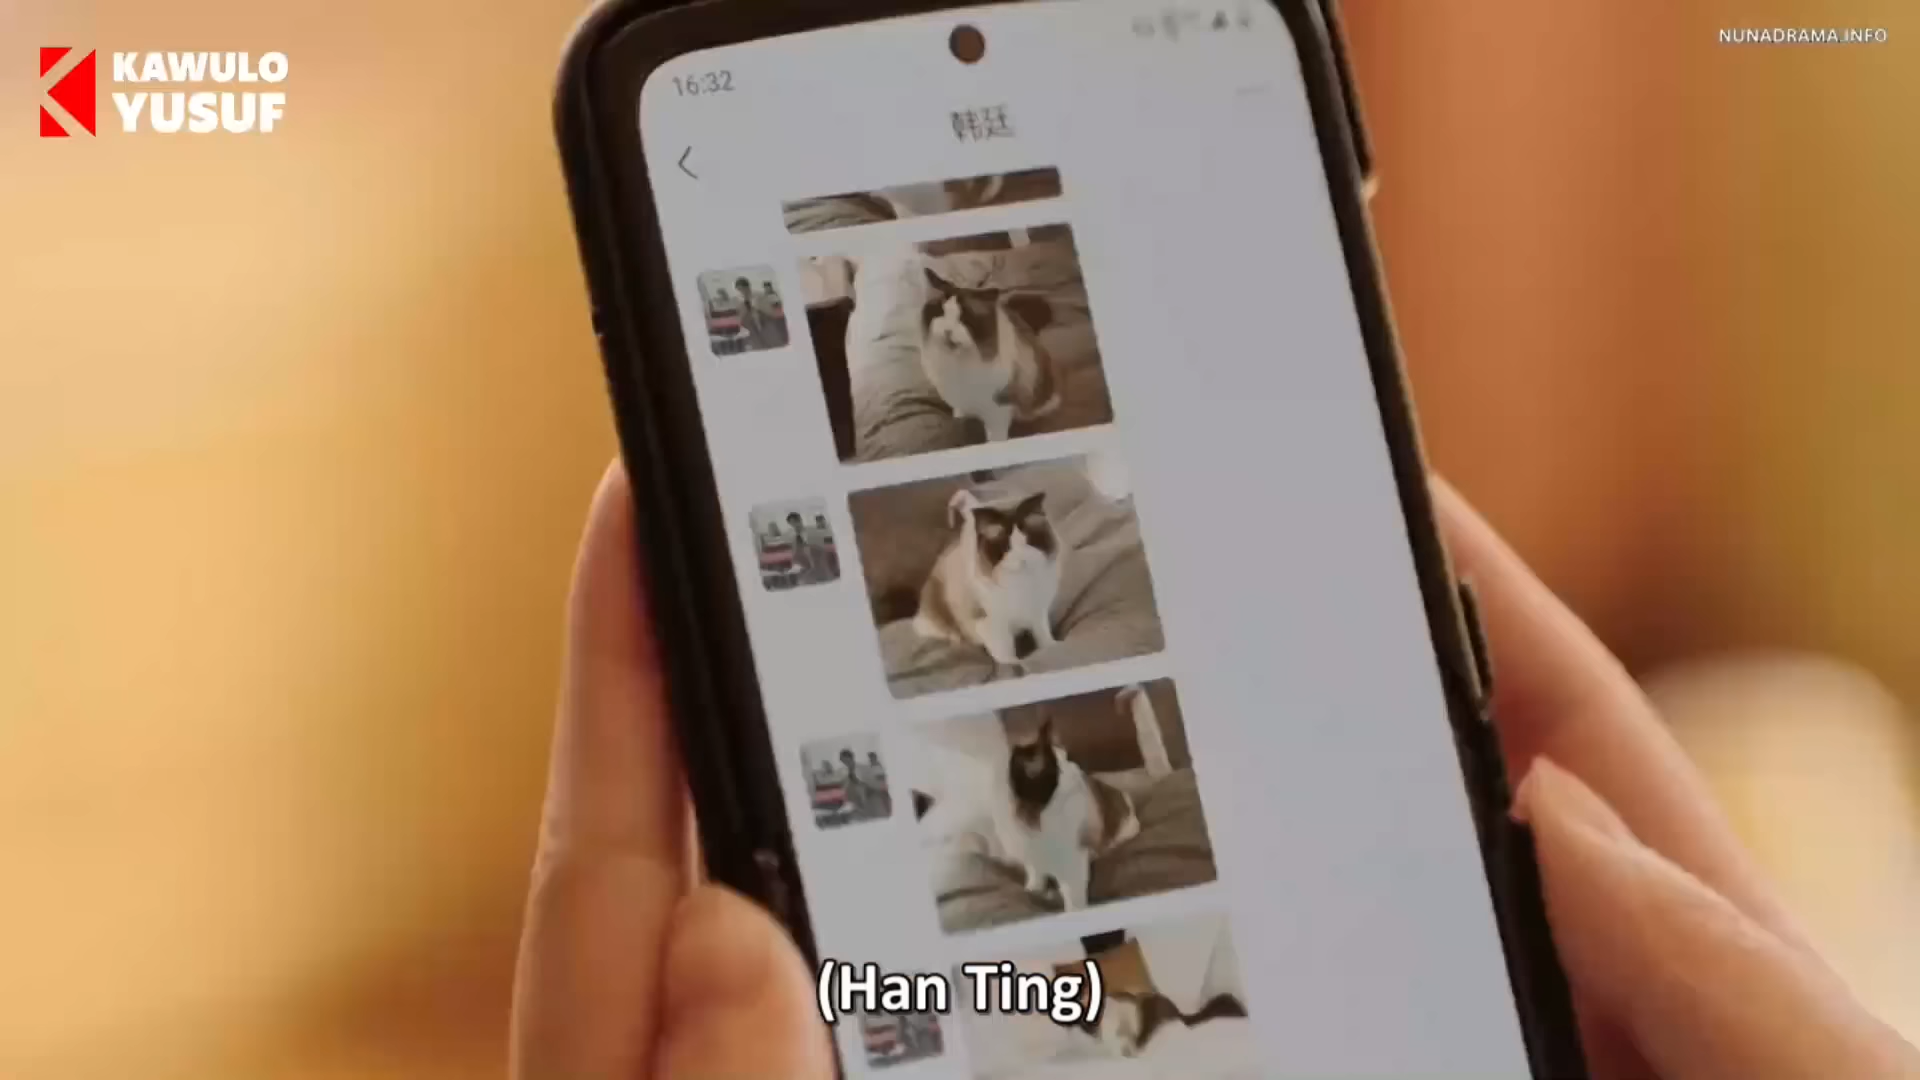 KAWULO
YUSUF
NUNADRAMA.INFO
16:32
韩廷
(Han Ting)